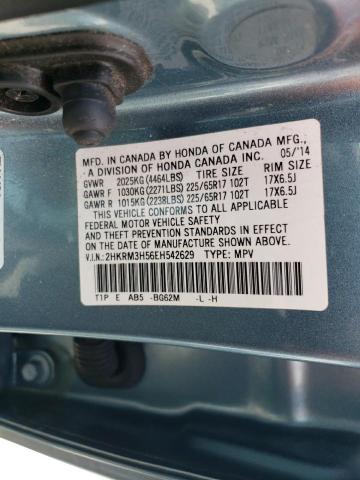 MFD. IN CANADA BY HONDA OF CANADA MFG.,
A DIVISION OF HONDA CANADA INC. 05/'14
GVWR 2025KG (4464LBS) TIRE SIZE RIM SIZE
GAWR F 1030KG (2271LBS) 225/65R17 102T 17X6.5J
GAWR R 1015KG (2238LBS) 225/65R17 102T 17X6.5J
THIS VEHICLE CONFORMS TO ALL APPLICABLE
FEDERAL MOTOR VEHICLE SAFETY
AND THEFT PREVENTION STANDARDS IN EFFECT
ON THE DATE OF MANUFACTURE SHOWN ABOVE.
V.I.N.: 2HKRM3H56EH542629 TYPE: MPV
T1P E AB5 -BG62M -L -H